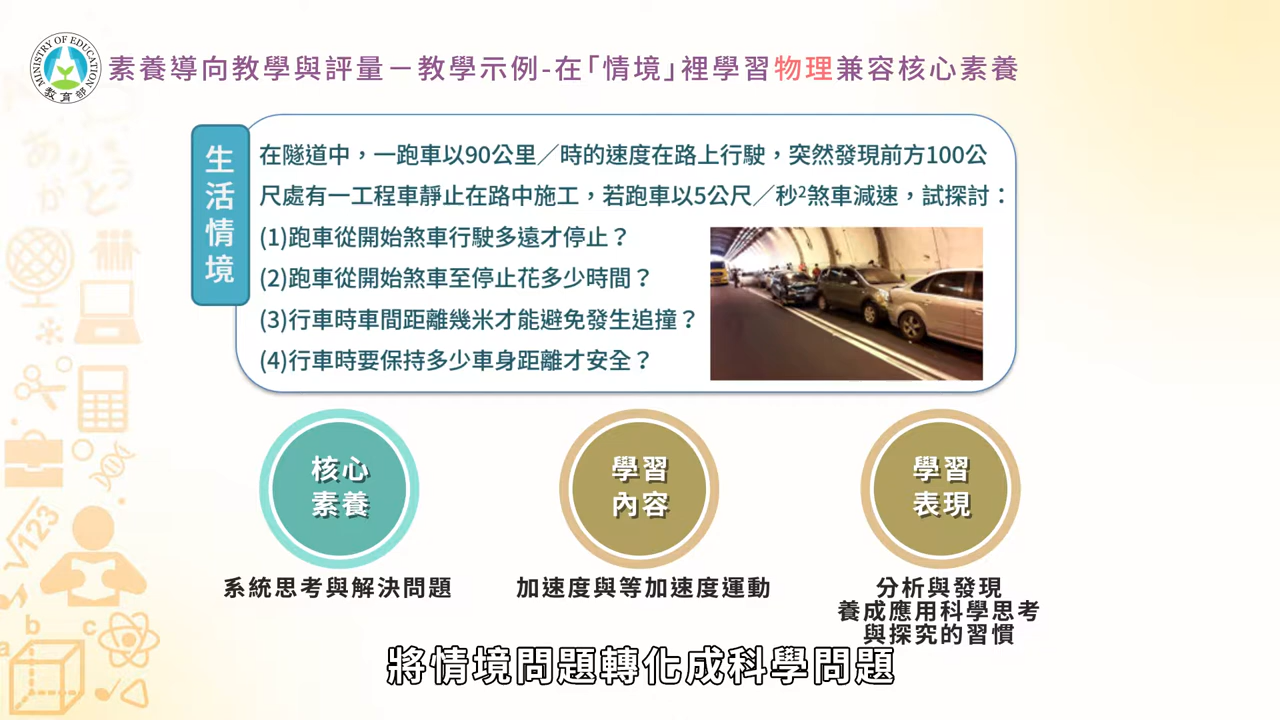 MINISTRY OF EDUCATION
教育部
素養導向教學與評量－教學示例-在「情境」裡學習物理兼容核心素養
生活情境
在隧道中，一跑車以90公里／時的速度在路上行駛，突然發現前方100公
尺處有一工程車靜止在路中施工，若跑車以5公尺／秒²煞車減速，試探討：
(1)跑車從開始煞車行駛多遠才停止？
(2)跑車從開始煞車至停止花多少時間？
(3)行車時車間距離幾米才能避免發生追撞？
(4)行車時要保持多少車身距離才安全？
核心
素養
學習
內容
學習
表現
系統思考與解決問題
加速度與等加速度運動
分析與發現
養成應用科學思考
與探究的習慣
將情境問題轉化成科學問題
あ
り
う
が
と
√123
a
b
c